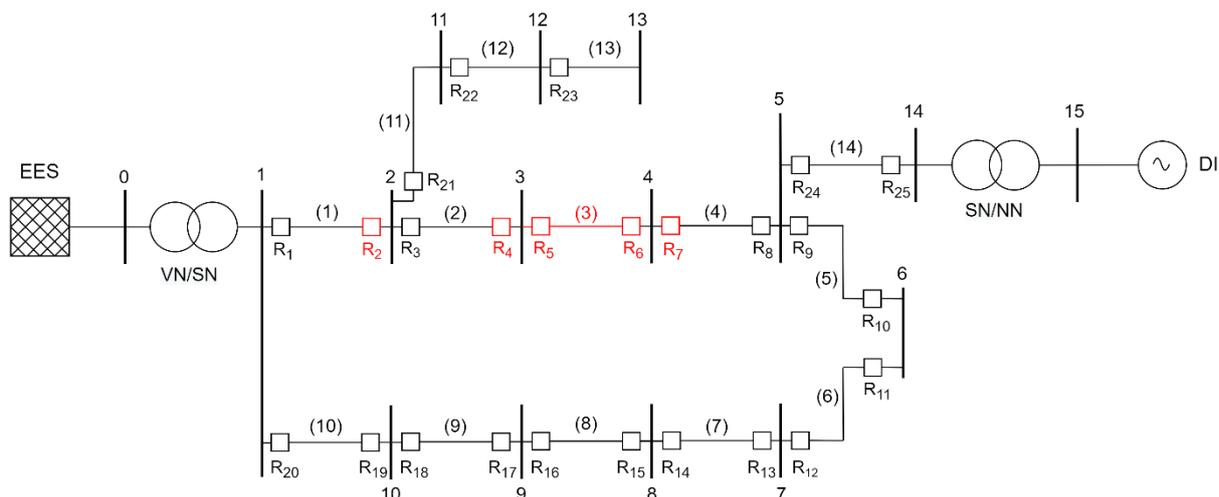 11 12 13
(12) (13)
R22 R23
(11)
5
14 15
(14)
DI
R24 R25
SN/NN
EES
0 1 2 3 4
R21
(1) (2) (3) (4)
R1 R2 R3 R4 R5 R6 R7 R8 R9
VN/SN
(5)
6
R10
R11
(6)
(10) (9) (8) (7)
R20 R19 R18 R17 R16 R15 R14 R13 R12
10 9 8 7